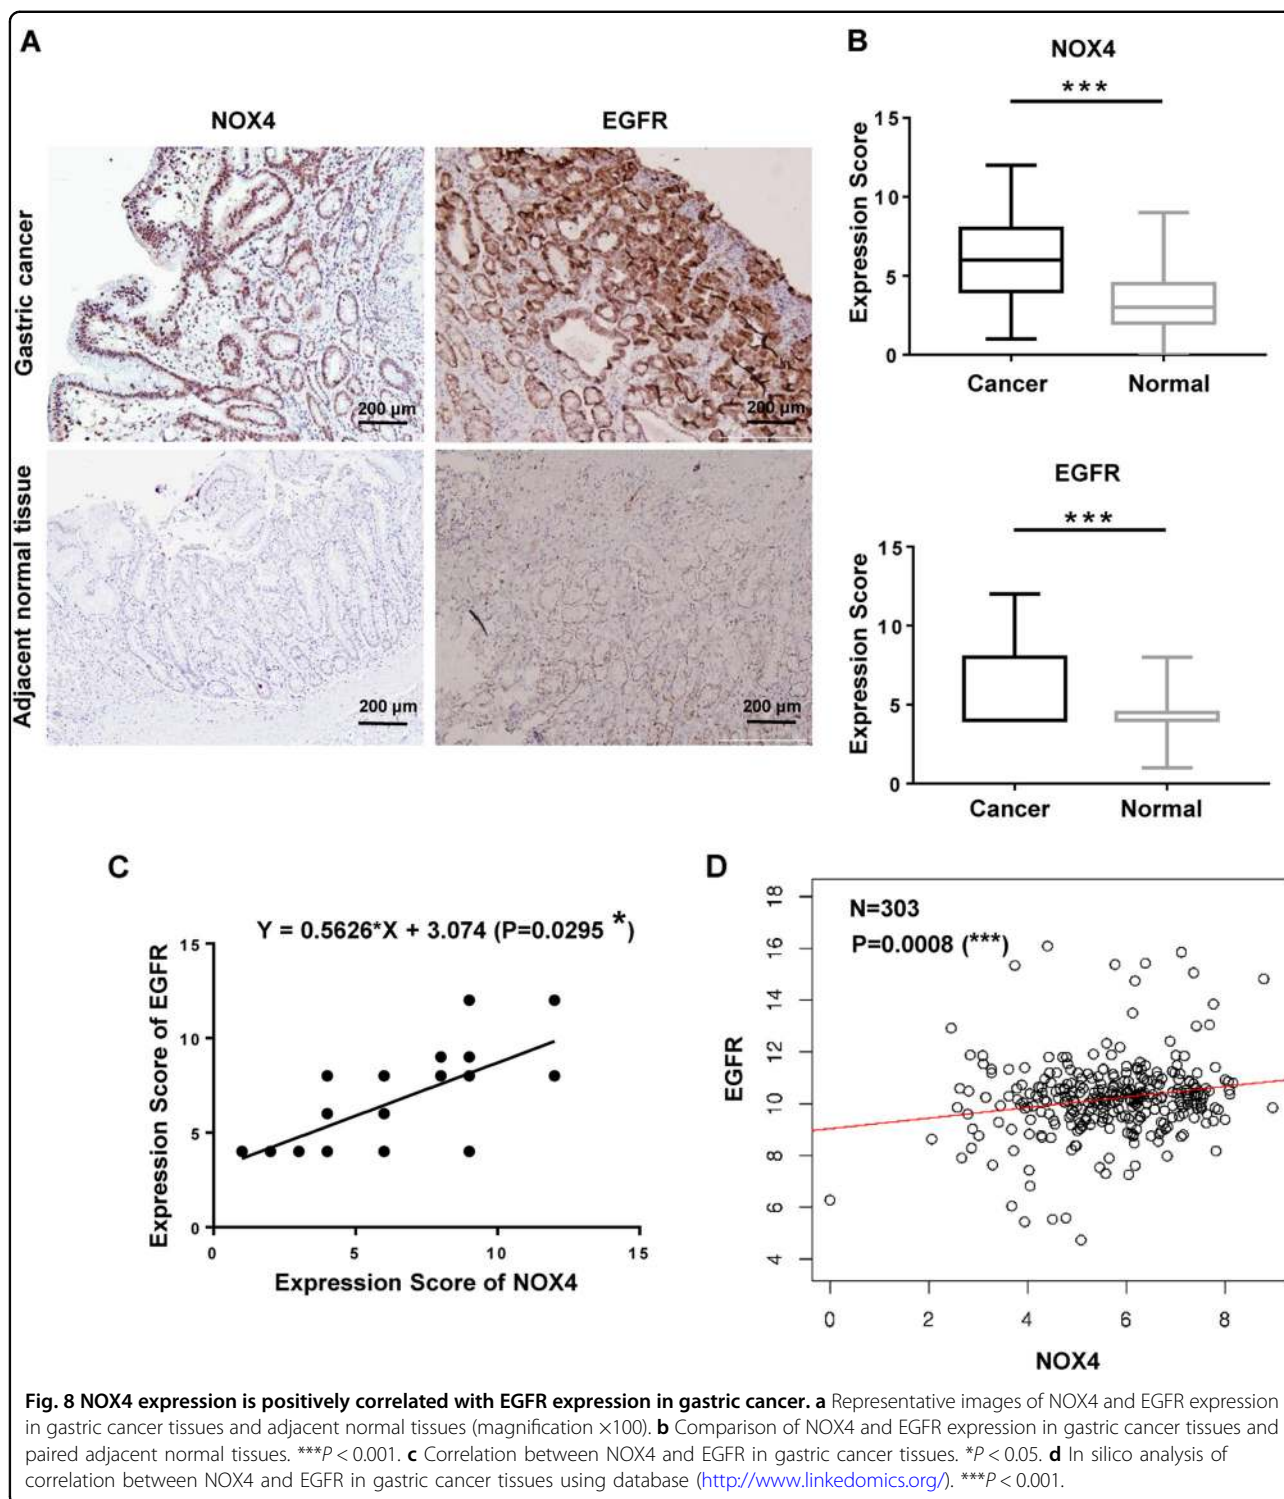 A
NOX4
EGFR
Gastric cancer
200 µm
200 µm
Adjacent normal tissue
200 µm
200 µm
B
NOX4
***
Expression Score
15
10
5
0
Cancer
Normal
EGFR
***
Expression Score
15
10
5
0
Cancer
Normal
C
Y = 0.5626*X + 3.074 (P=0.0295 *)
Expression Score of EGFR
15
10
5
0
0
5
10
15
Expression Score of NOX4
D
N=303
P=0.0008 (***)
EGFR
18
16
14
12
10
8
6
4
0
2
4
6
8
NOX4
Fig. 8 NOX4 expression is positively correlated with EGFR expression in gastric cancer. a Representative images of NOX4 and EGFR expression
in gastric cancer tissues and adjacent normal tissues (magnification ×100). b Comparison of NOX4 and EGFR expression in gastric cancer tissues and
paired adjacent normal tissues. ***P < 0.001. c Correlation between NOX4 and EGFR in gastric cancer tissues. *P < 0.05. d In silico analysis of
correlation between NOX4 and EGFR in gastric cancer tissues using database (http://www.linkedomics.org/). ***P < 0.001.